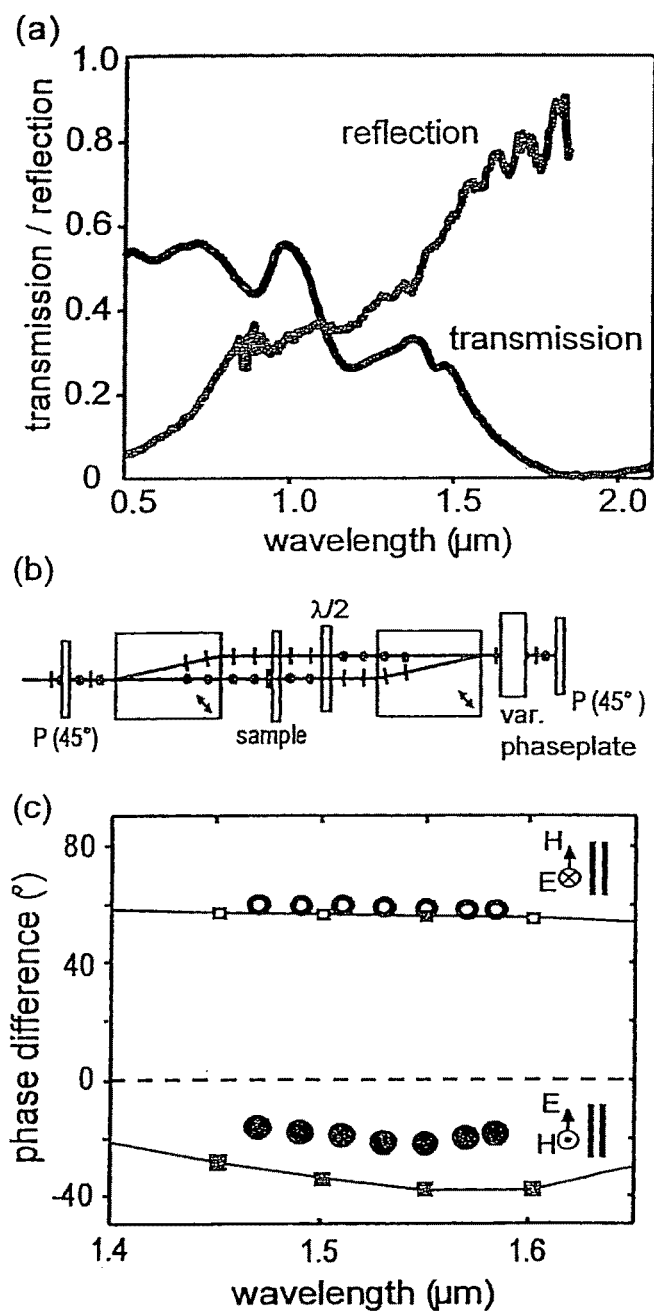 (a)
1.0
0.8
0.6
0.4
0.2
0
transmission / reflection
reflection
transmission
0.5 1.0 1.5 2.0
wavelength (µm)
(b)
λ/2
P (45°)
sample
var.
phaseplate
P (45°)
(c)
80
40
0
-40
phase difference (°)
H
E
E
H
1.4 1.5 1.6
wavelength (µm)